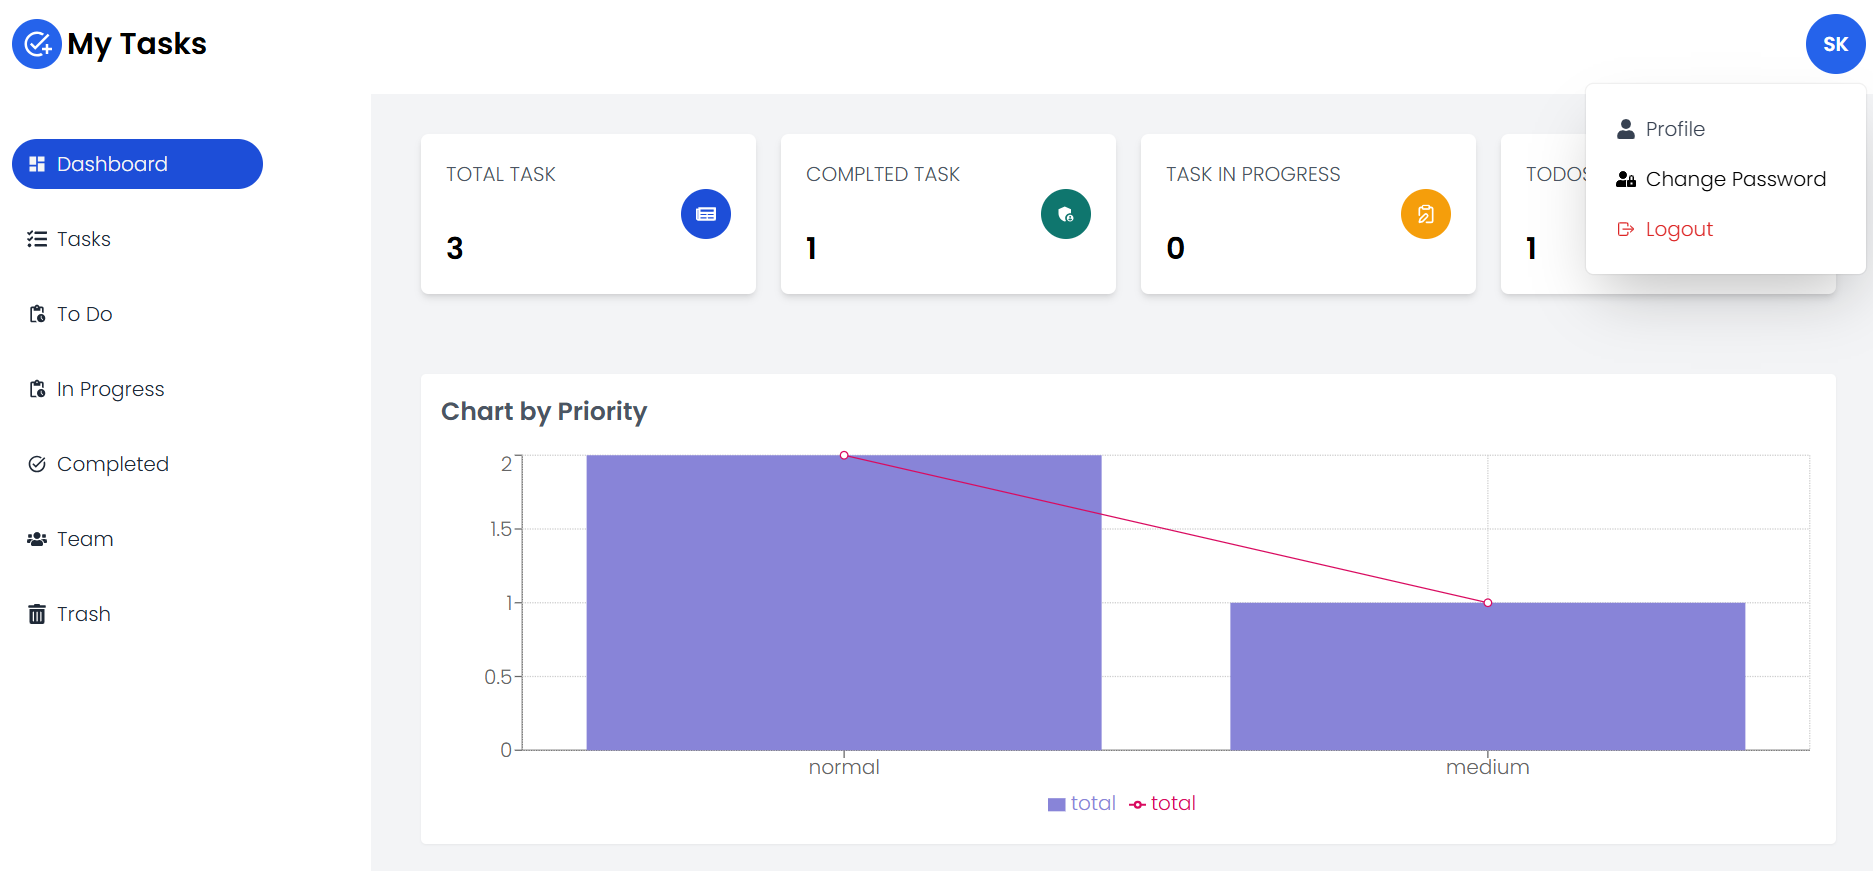 My Tasks
SK
Dashboard
Tasks
To Do
In Progress
Completed
Team
Trash
Profile
Change Password
Logout
TOTAL TASK
3
COMPLTED TASK
1
TASK IN PROGRESS
0
TODOS
1
Chart by Priority
2
1.5
1
0.5
0
normal
medium
total
total